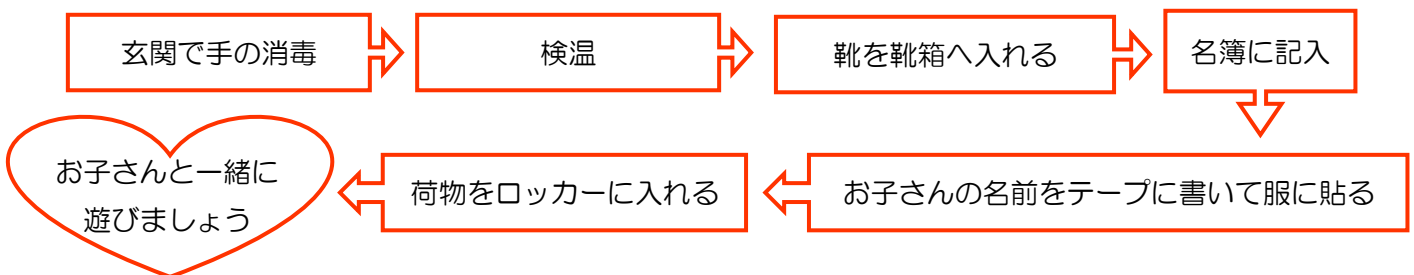 玄関で手の消毒
検温
靴を靴箱へ入れる
名簿に記入
お子さんの名前をテープに書いて服に貼る
荷物をロッカーに入れる
お子さんと一緒に
遊びましょう